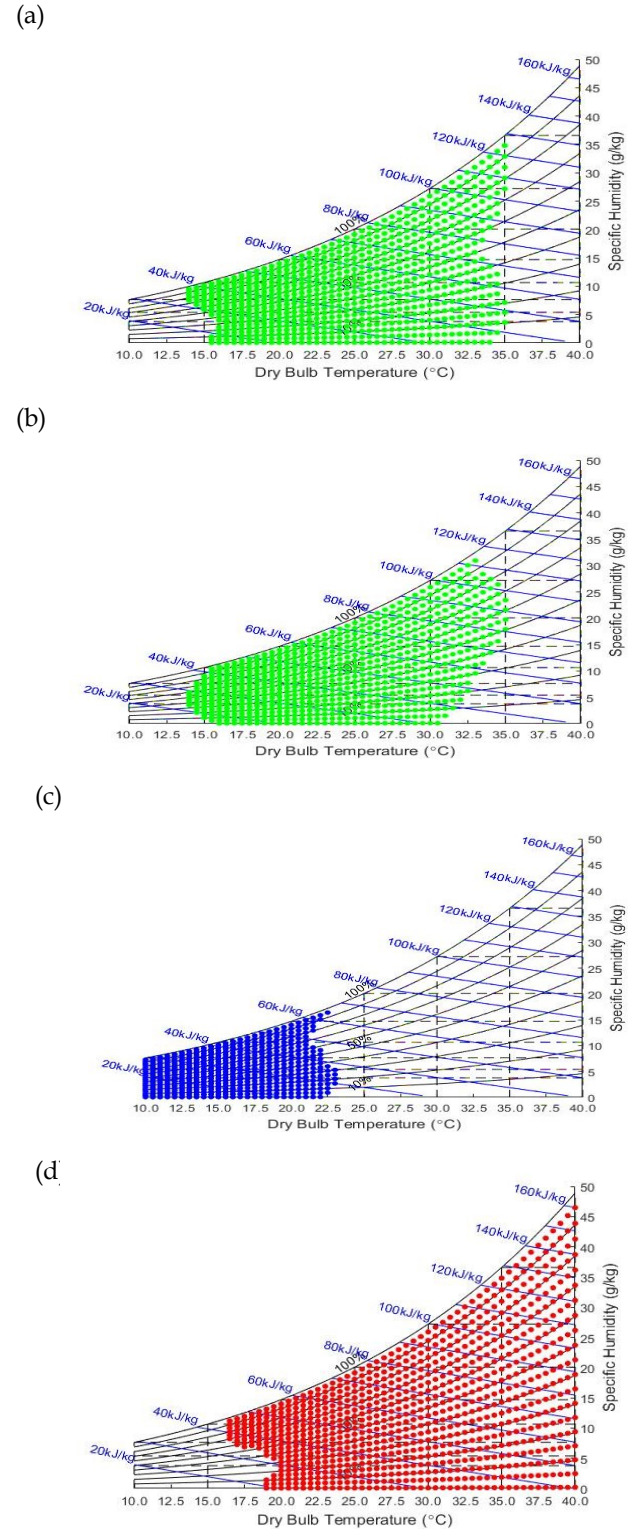 (a)
160kJ/kg
140kJ/kg
120kJ/kg
100kJ/kg
80kJ/kg
60kJ/kg
40kJ/kg
20kJ/kg
100%
10%
50
45
40
35
30
25
20
15
10
5
0
Specific Humidity (g/kg)
10.0 12.5 15.0 17.5 20.0 22.5 25.0 27.5 30.0 32.5 35.0 37.5 40.0
Dry Bulb Temperature (°C)
(b)
160kJ/kg
140kJ/kg
120kJ/kg
100kJ/kg
80kJ/kg
60kJ/kg
40kJ/kg
20kJ/kg
100%
10%
50
45
40
35
30
25
20
15
10
5
0
Specific Humidity (g/kg)
10.0 12.5 15.0 17.5 20.0 22.5 25.0 27.5 30.0 32.5 35.0 37.5 40.0
Dry Bulb Temperature (°C)
(c)
160kJ/kg
140kJ/kg
120kJ/kg
100kJ/kg
80kJ/kg
60kJ/kg
40kJ/kg
20kJ/kg
100%
50%
10%
50
45
40
35
30
25
20
15
10
5
0
Specific Humidity (g/kg)
10.0 12.5 15.0 17.5 20.0 22.5 25.0 27.5 30.0 32.5 35.0 37.5 40.0
Dry Bulb Temperature (°C)
(d)
160kJ/kg
140kJ/kg
120kJ/kg
100kJ/kg
80kJ/kg
60kJ/kg
40kJ/kg
20kJ/kg
100%
50
45
40
35
30
25
20
15
10
5
0
Specific Humidity (g/kg)
10.0 12.5 15.0 17.5 20.0 22.5 25.0 27.5 30.0 32.5 35.0 37.5 40.0
Dry Bulb Temperature (°C)